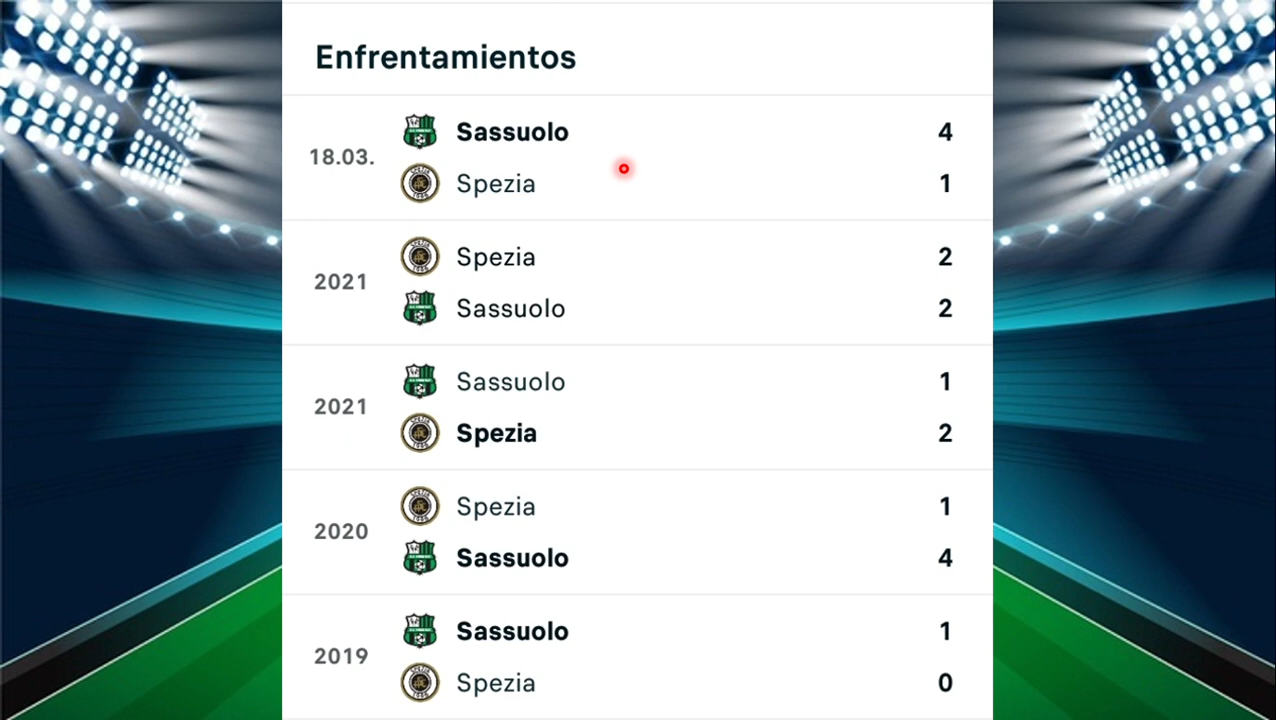 Enfrentamientos
18.03.
Sassuolo 4
Spezia 1
2021
Spezia 2
Sassuolo 2
2021
Sassuolo 1
Spezia 2
2020
Spezia 1
Sassuolo 4
2019
Sassuolo 1
Spezia 0